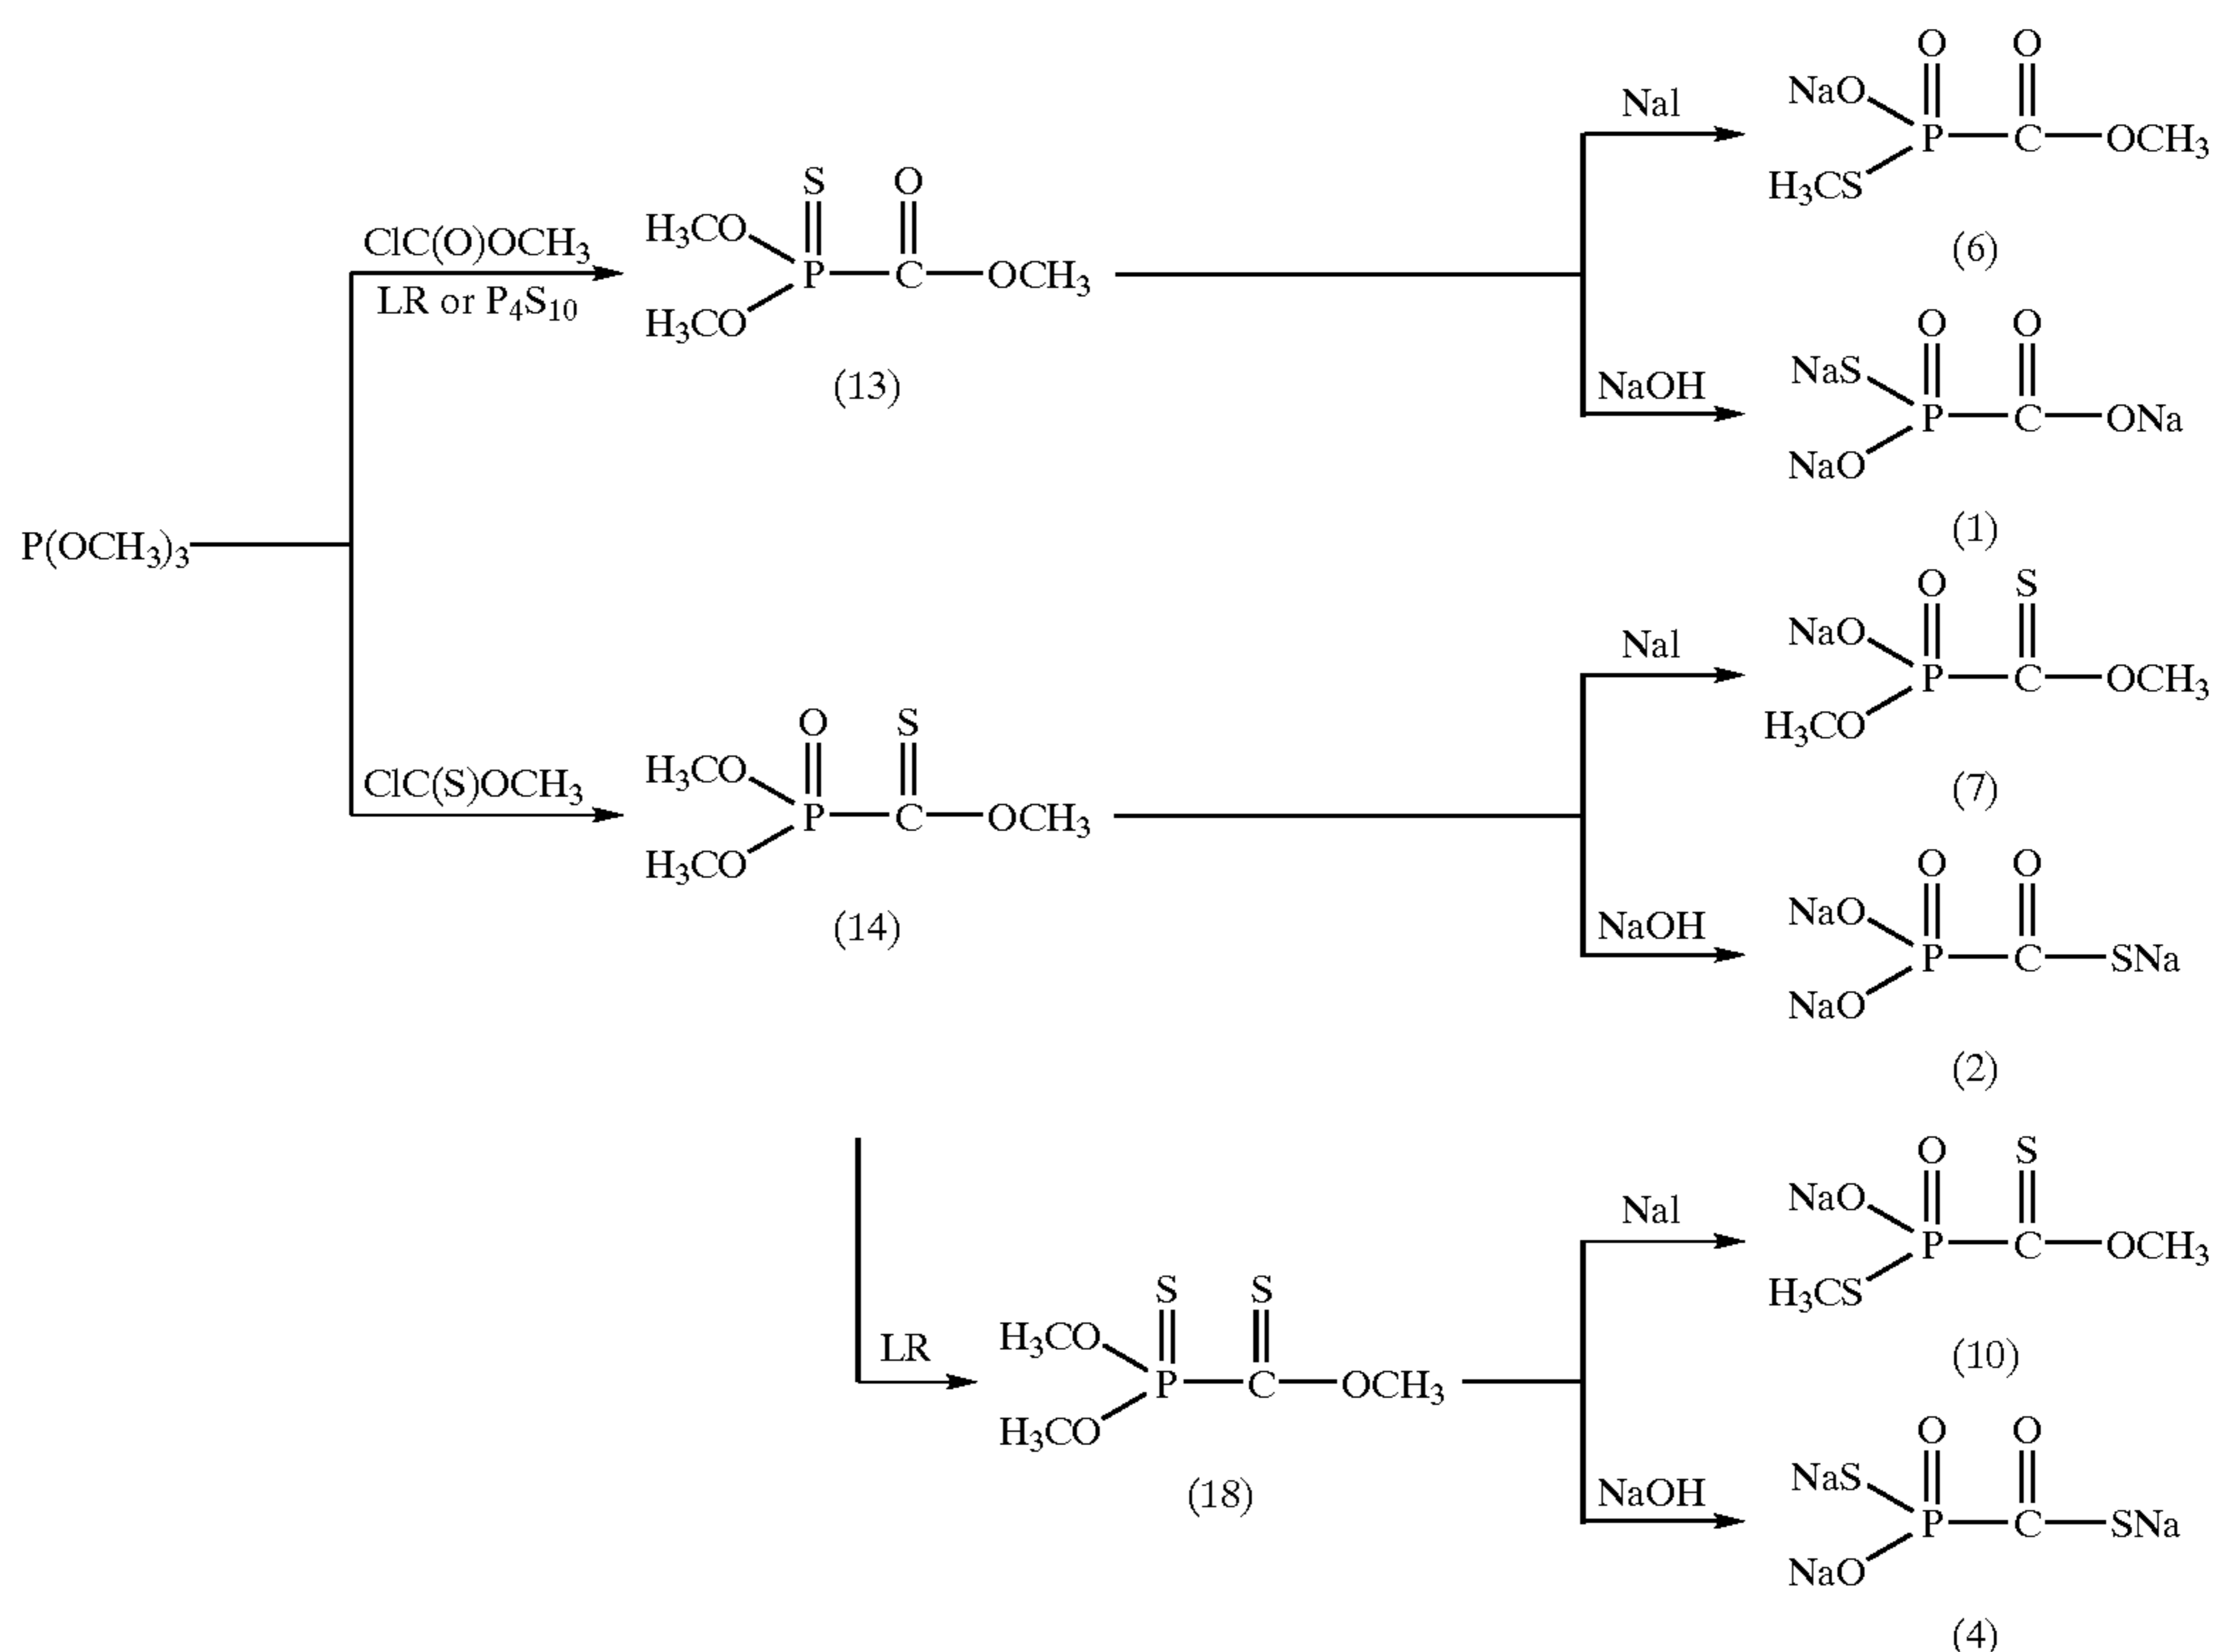 P(OCH₃)₃
ClC(O)OCH₃
LR or P₄S₁₀
S O
H₃CO
P C OCH₃
H₃CO
(13)
NaI
O O
NaO
P C OCH₃
H₃CS
(6)
NaOH
O O
NaS
P C ONa
NaO
(1)
ClC(S)OCH₃
O S
H₃CO
P C OCH₃
H₃CO
(14)
NaI
O S
NaO
P C OCH₃
H₃CO
(7)
NaOH
O O
NaO
P C SNa
NaO
(2)
LR
S S
H₃CO
P C OCH₃
H₃CO
(18)
NaI
O S
NaO
P C OCH₃
H₃CS
(10)
NaOH
O O
NaS
P C SNa
NaO
(4)